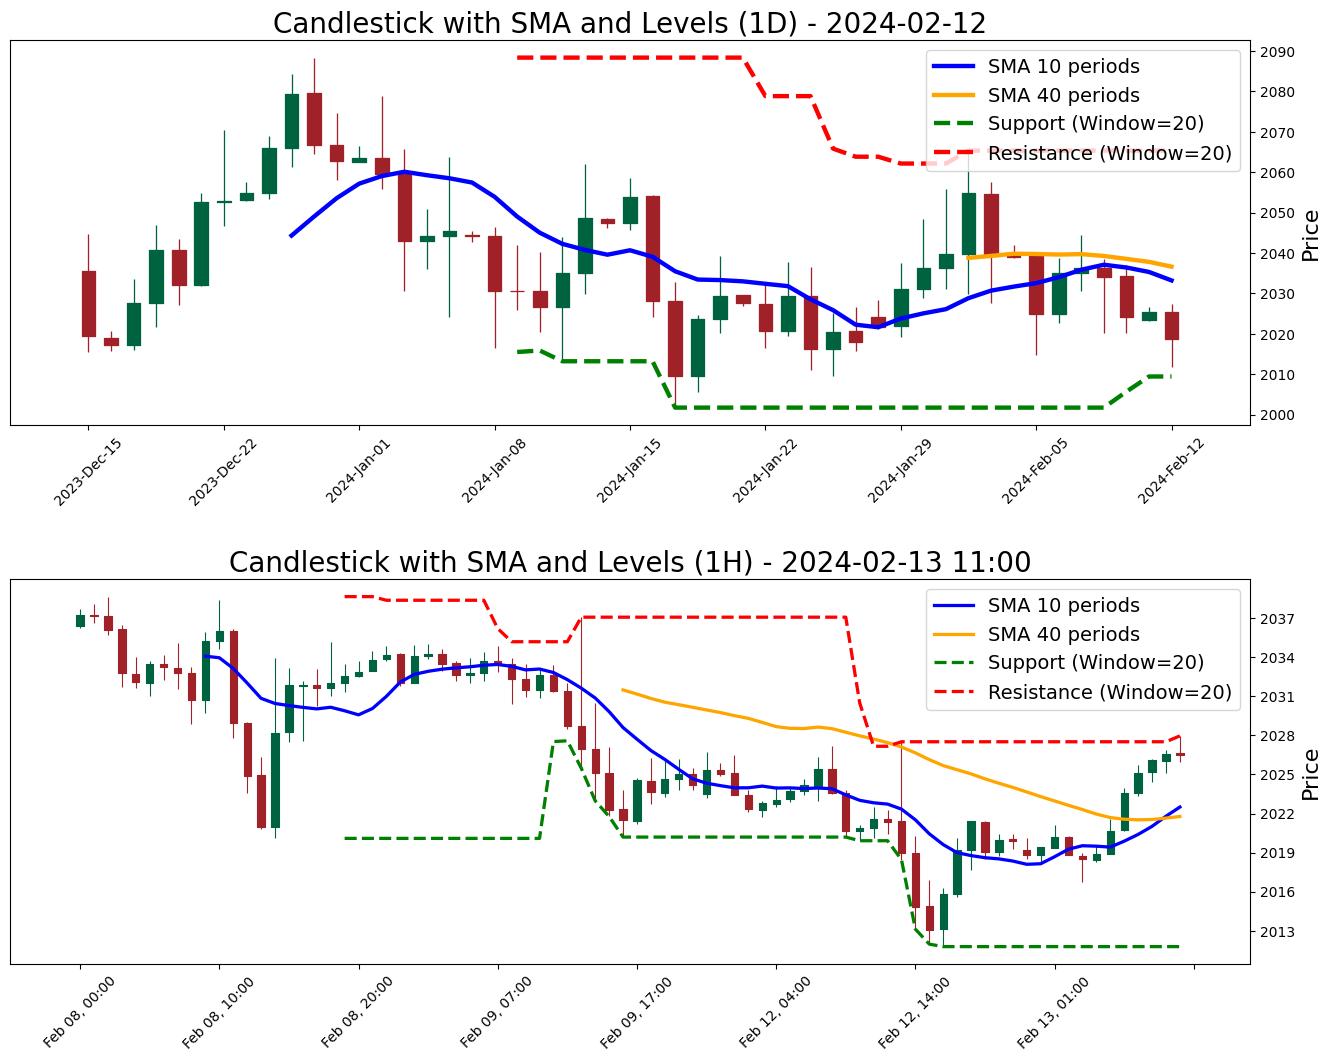 Candlestick with SMA and Levels (1D) - 2024-02-12
SMA 10 periods
SMA 40 periods
Support (Window=20)
Resistance (Window=20)
2090
2080
2070
2060
2050
2040
2030
2020
2010
2000
Price
2023-Dec-15
2023-Dec-22
2024-Jan-01
2024-Jan-08
2024-Jan-15
2024-Jan-22
2024-Jan-29
2024-Feb-05
2024-Feb-12
Candlestick with SMA and Levels (1H) - 2024-02-13 11:00
SMA 10 periods
SMA 40 periods
Support (Window=20)
Resistance (Window=20)
2037
2034
2031
2028
2025
2022
2019
2016
2013
Price
Feb 08, 00:00
Feb 08, 10:00
Feb 08, 20:00
Feb 09, 07:00
Feb 09, 17:00
Feb 12, 04:00
Feb 12, 14:00
Feb 13, 01:00